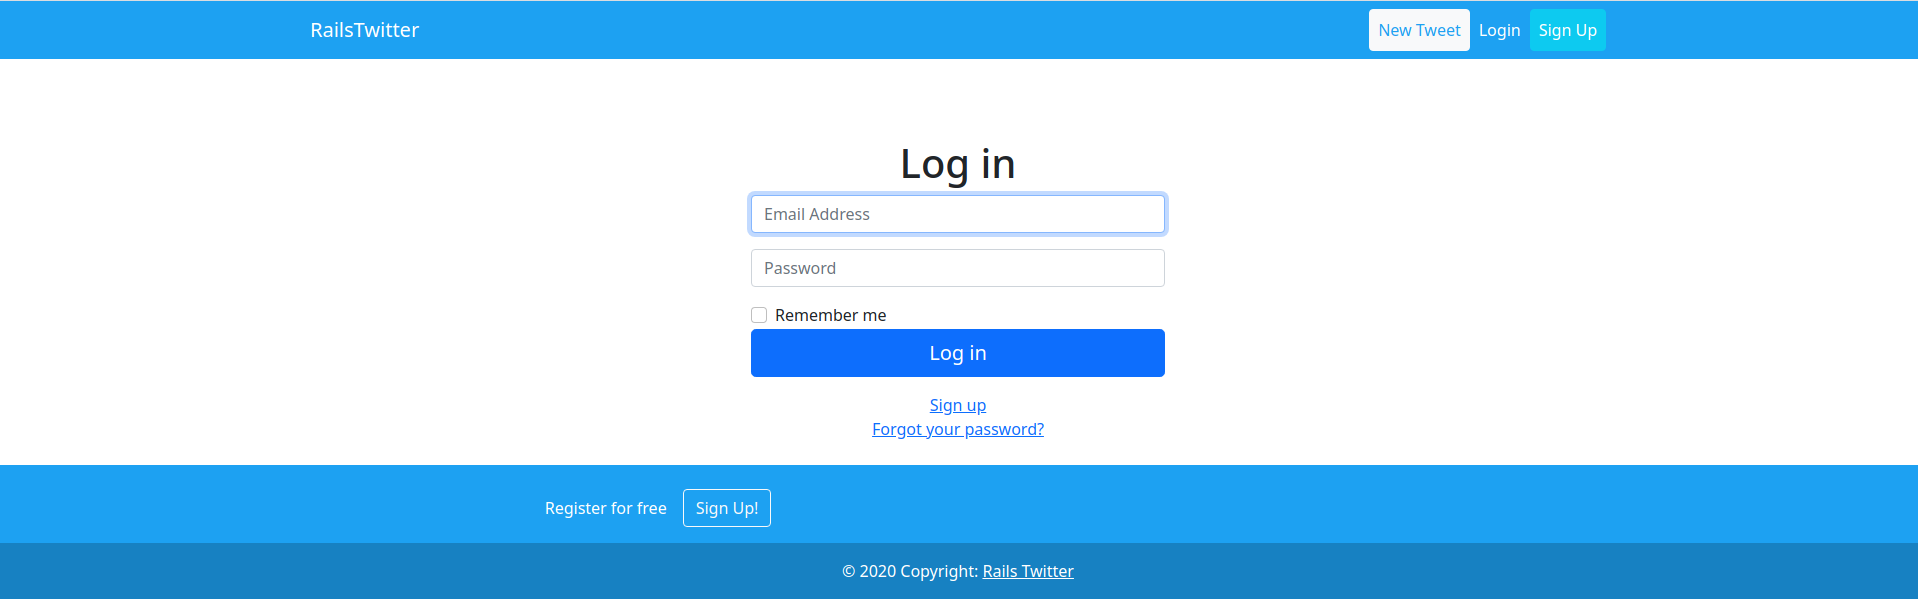 RailsTwitter New Tweet Login Sign Up
Log in
Email Address
Password
Remember me
Log in
Sign up
Forgot your password?
Register for free Sign Up!
© 2020 Copyright: Rails Twitter